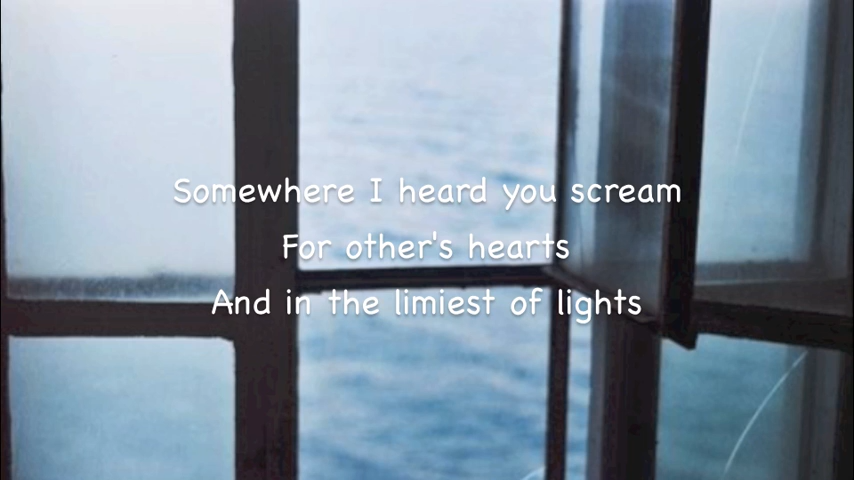 Somewhere I heard you scream
For other's hearts
And in the limiest of lights